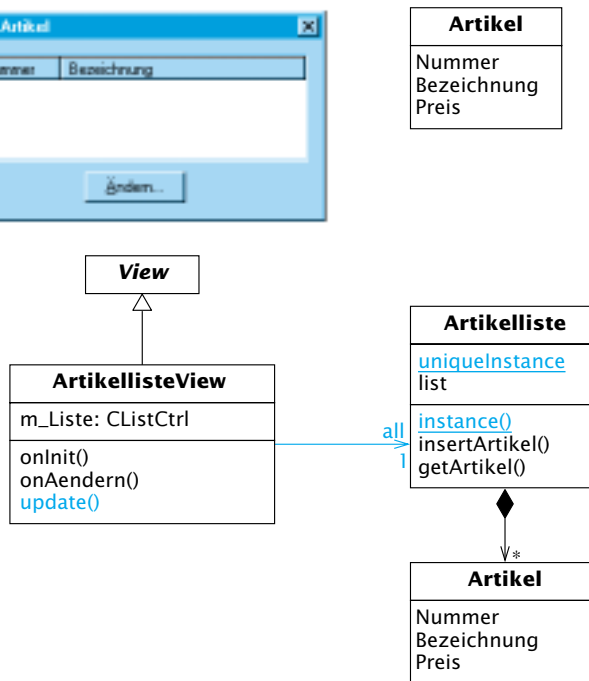 Artikel
Bezeichnung
Ändern...
Artikel
Nummer
Bezeichnung
Preis
View
ArtikellisteView
m_Liste: CListCtrl
onInit()
onAendern()
update()
all
1
Artikelliste
uniqueInstance
list
instance()
insertArtikel()
getArtikel()
*
Artikel
Nummer
Bezeichnung
Preis